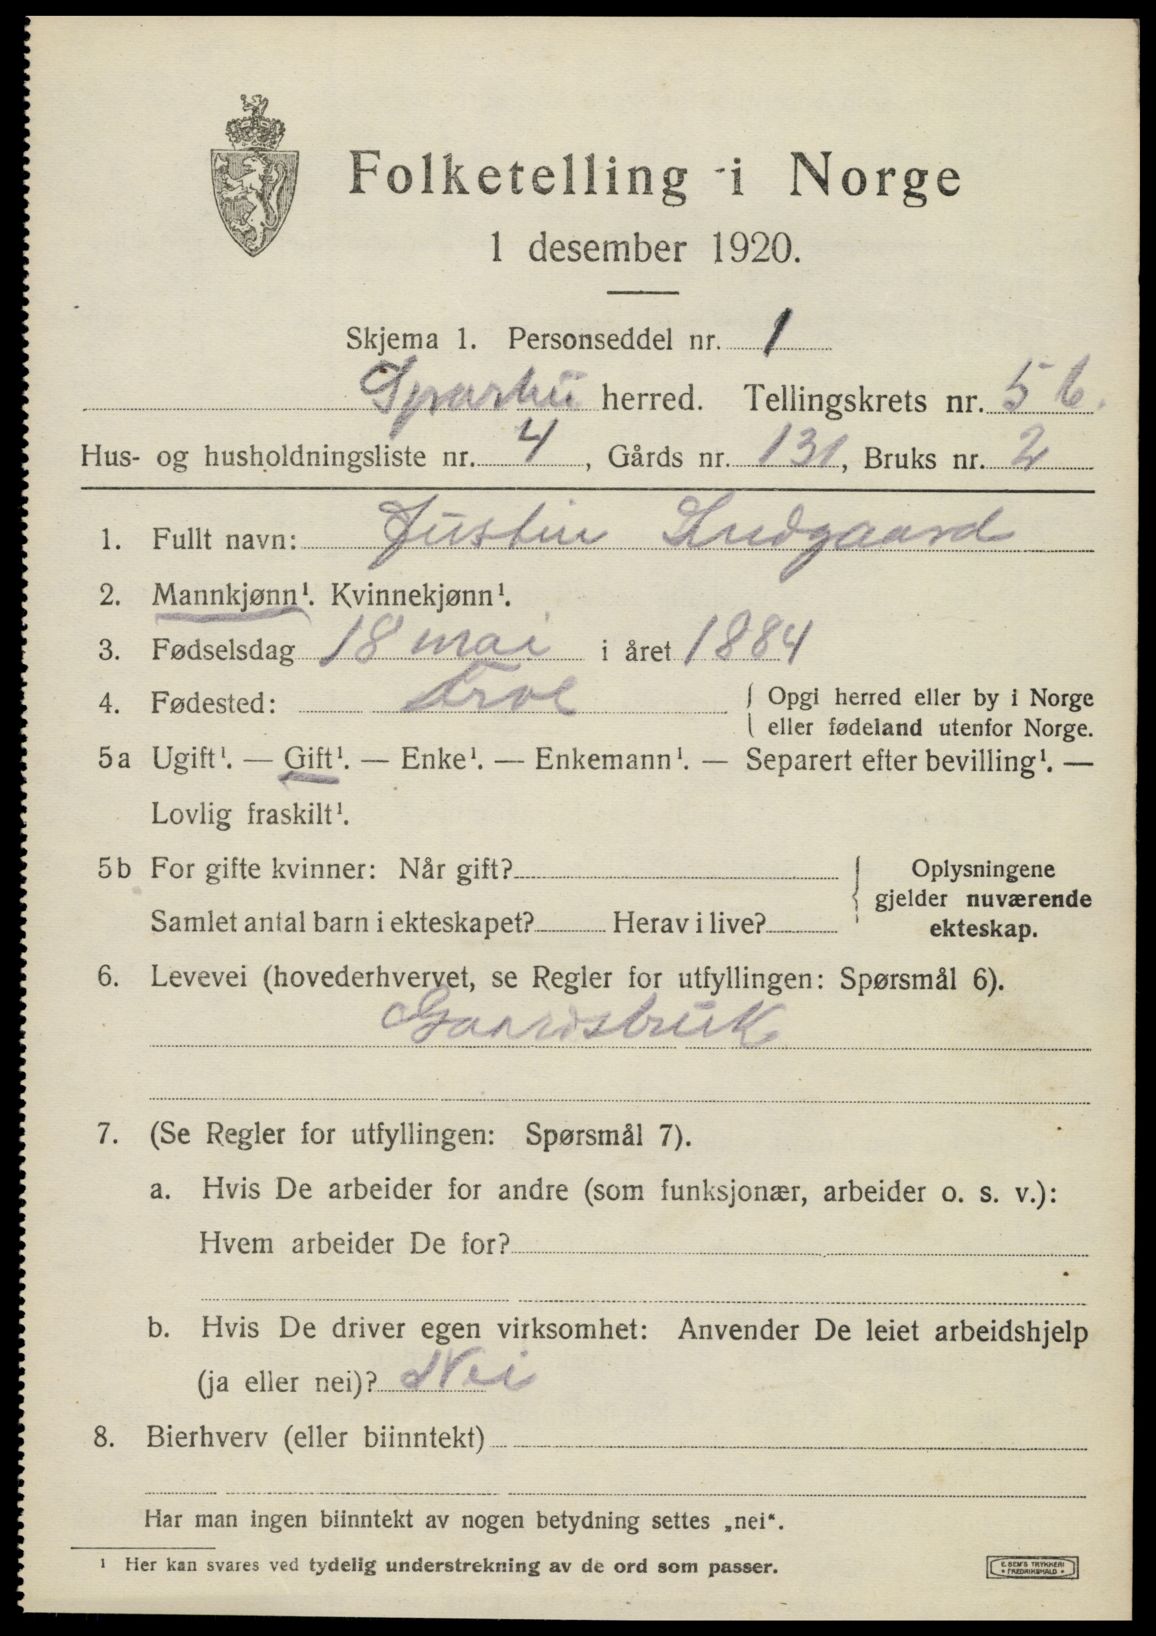 Folketelling i Norge
1 desember 1920.
Skjema 1. Personseddel nr. 1
Sparbu herred. Tellingskrets nr. 5 b.
Hus- og husholdningsliste nr. 4, Gårds nr. 131, Bruks nr. 2
1. Fullt navn: Justin Lndgaard
2. Mannkjønn¹. Kvinnekjønn¹.
3. Fødselsdag 18 mai i året 1884
4. Fødested: { Opgi herred eller by i Norge
eller fødeland utenfor Norge.
5a Ugift¹. — Gift¹. — Enke¹. — Enkemann¹. — Separert efter bevilling¹. —
Lovlig fraskilt¹.
5b For gifte kvinner: Når gift? { Oplysningene
gjelder nuværende
Samlet antal barn i ekteskapet? Herav i live? ekteskap.
6. Levevei (hovederhvervet, se Regler for utfyllingen: Spørsmål 6).
Gaardsbruk
7. (Se Regler for utfyllingen: Spørsmål 7).
a. Hvis De arbeider for andre (som funksjonær, arbeider o. s. v.):
Hvem arbeider De for?
b. Hvis De driver egen virksomhet: Anvender De leiet arbeidshjelp
(ja eller nei)? Nei
8. Bierhverv (eller biinntekt)
Har man ingen biinntekt av nogen betydning settes „nei“.
¹ Her kan svares ved tydelig understrekning av de ord som passer.
E. SEM'S TRYKKERI
• FREDRIKSHALD •